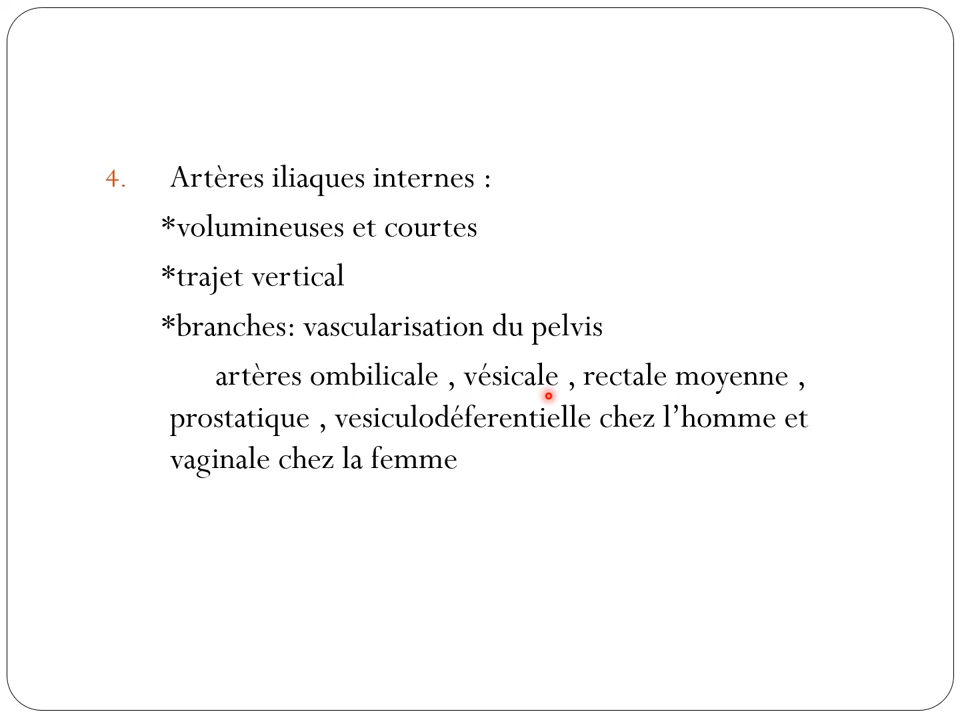 4. Artères iliaques internes :
*volumineuses et courtes
*trajet vertical
*branches: vascularisation du pelvis
artères ombilicale , vésicale , rectale moyenne ,
prostatique , vesiculodéferentielle chez l’homme et
vaginale chez la femme